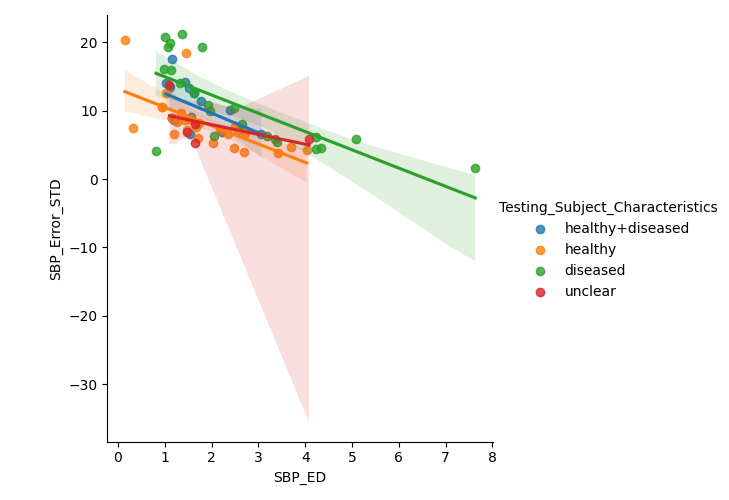 20
10
0
−10
−20
−30
SBP_Error_STD
0 1 2 3 4 5 6 7 8
SBP_ED
Testing_Subject_Characteristics
healthy+diseased
healthy
diseased
unclear